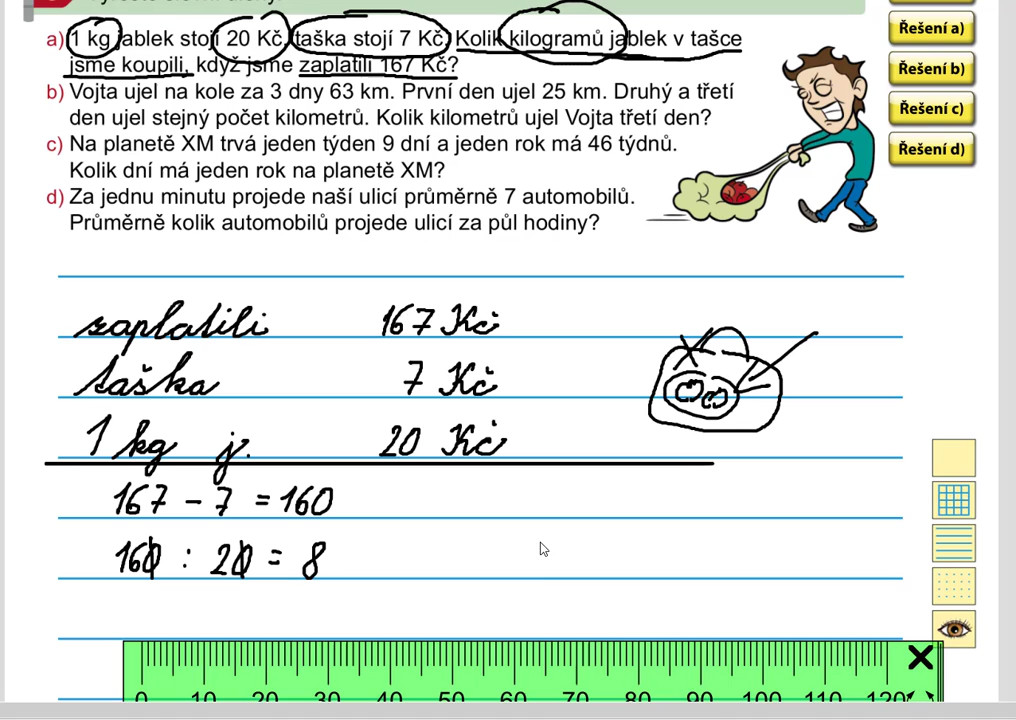 a) 1 kg jablek stojí 20 Kč, taška stojí 7 Kč. Kolik kilogramů jablek v tašce
jsme koupili, když jsme zaplatili 167 Kč?
b) Vojta ujel na kole za 3 dny 63 km. První den ujel 25 km. Druhý a třetí
den ujel stejný počet kilometrů. Kolik kilometrů ujel Vojta třetí den?
c) Na planetě XM trvá jeden týden 9 dní a jeden rok má 46 týdnů.
Kolik dní má jeden rok na planetě XM?
d) Za jednu minutu projede naší ulicí průměrně 7 automobilů.
Průměrně kolik automobilů projede ulicí za půl hodiny?
Řešení a)
Řešení b)
Řešení c)
Řešení d)
zaplatili 167 Kč
taška 7 Kč
1 kg j. 20 Kč
167 - 7 = 160
160 : 20 = 8
0 10 20 30 40 50 60 70 80 90 100 110 120